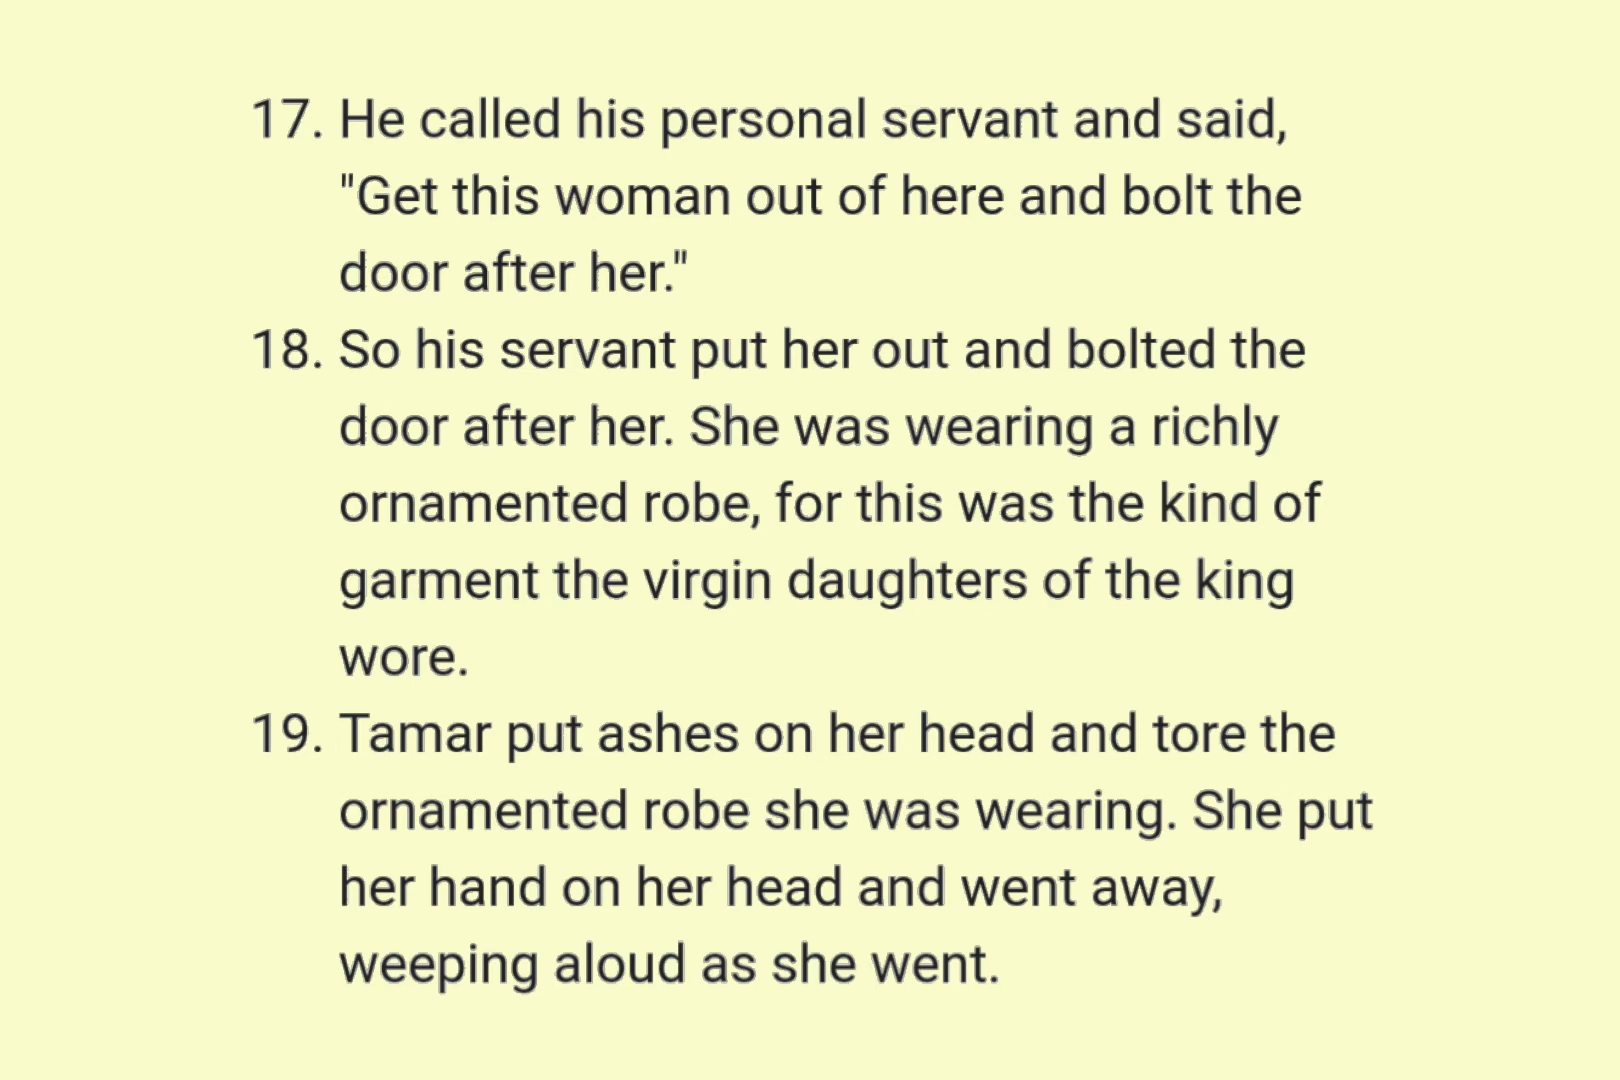 17. He called his personal servant and said,
"Get this woman out of here and bolt the
door after her."
18. So his servant put her out and bolted the
door after her. She was wearing a richly
ornamented robe, for this was the kind of
garment the virgin daughters of the king
wore.
19. Tamar put ashes on her head and tore the
ornamented robe she was wearing. She put
her hand on her head and went away,
weeping aloud as she went.